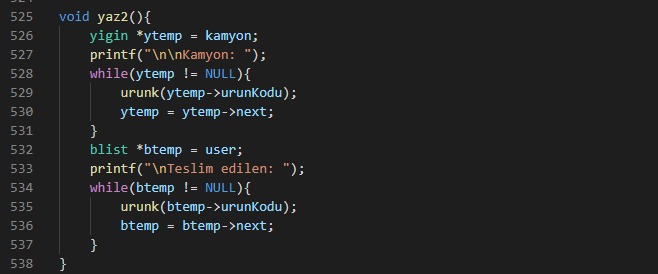 525 void yaz2(){
526     yigin *ytemp = kamyon;
527     printf("\n\nKamyon: ");
528     while(ytemp != NULL){
529         urunk(ytemp->urunKodu);
530         ytemp = ytemp->next;
531     }
532     blist *btemp = user;
533     printf("\nTeslim edilen: ");
534     while(btemp != NULL){
535         urunk(btemp->urunKodu);
536         btemp = btemp->next;
537     }
538 }